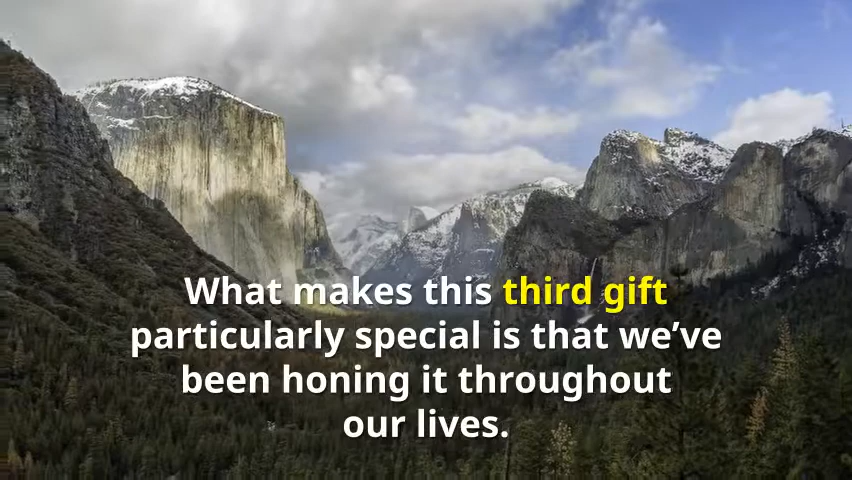 What makes this third gift
particularly special is that we’ve
been honing it throughout
our lives.